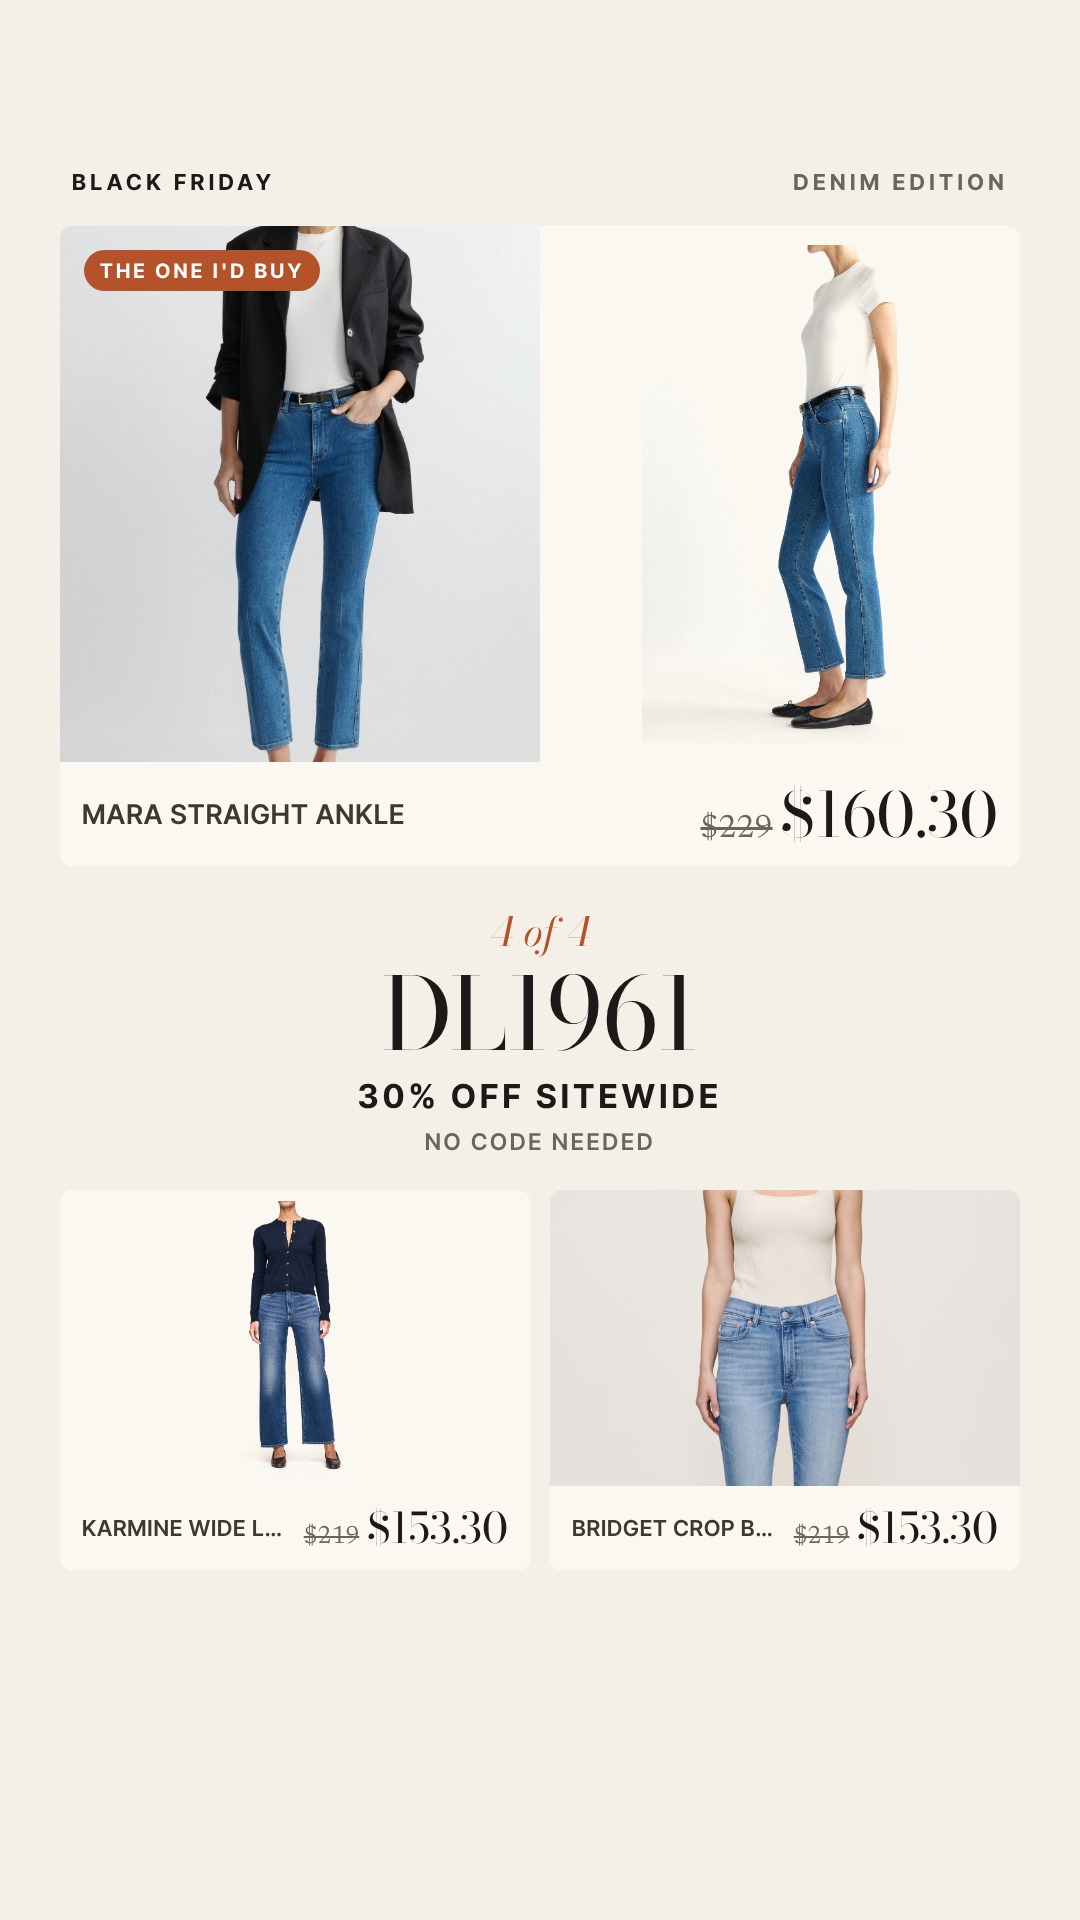 BLACK FRIDAY
DENIM EDITION
THE ONE I'D BUY
MARA STRAIGHT ANKLE
$229 $160.30
4 of 4
DL1961
30% OFF SITEWIDE
NO CODE NEEDED
KARMINE WIDE L... $219 $153.30
BRIDGET CROP B... $219 $153.30